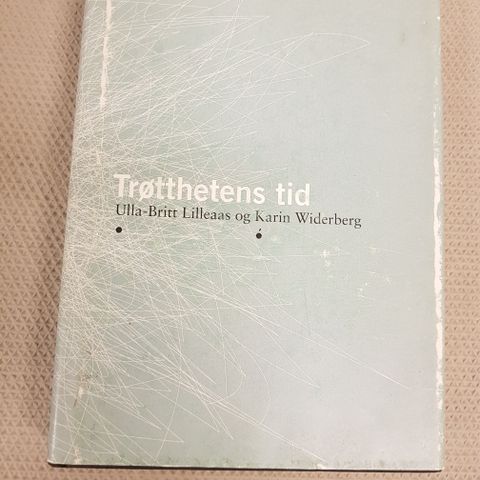 Trøtthetens tid
Ulla-Britt Lilleaas og Karin Widerberg